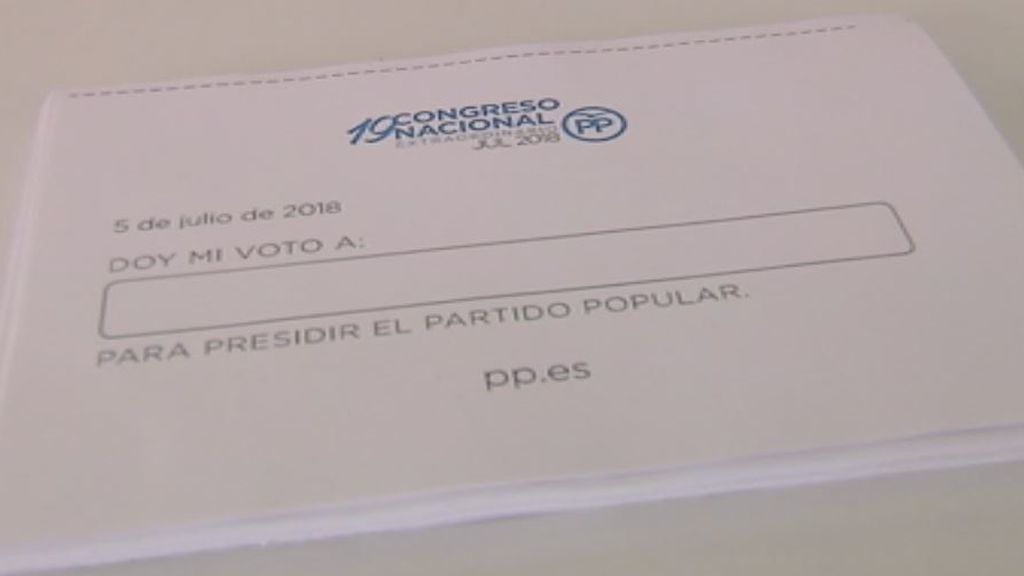 19 CONGRESO
NACIONAL
EXTRAORDINARIO
JUL 2018
PP
5 de julio de 2018
DOY MI VOTO A:
PARA PRESIDIR EL PARTIDO POPULAR.
pp.es